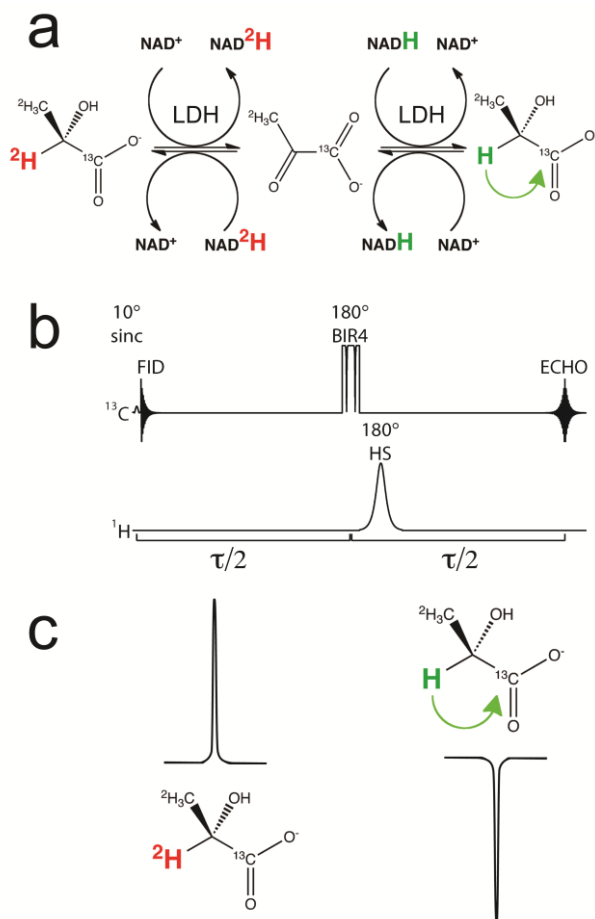 a
NAD⁺ NAD²H NADH NAD⁺
²H₃C OH LDH ²H₃C O LDH ²H₃C OH
²H ¹³C O⁻ ¹³C H ¹³C O
O O O⁻ O
NAD⁺ NAD²H NADH NAD⁺
b
10° 180°
sinc BIR4
FID ECHO
¹³C
180°
HS
¹H
τ/2 τ/2
c
²H₃C OH
H ¹³C O⁻
O
²H₃C OH
²H ¹³C O⁻
O